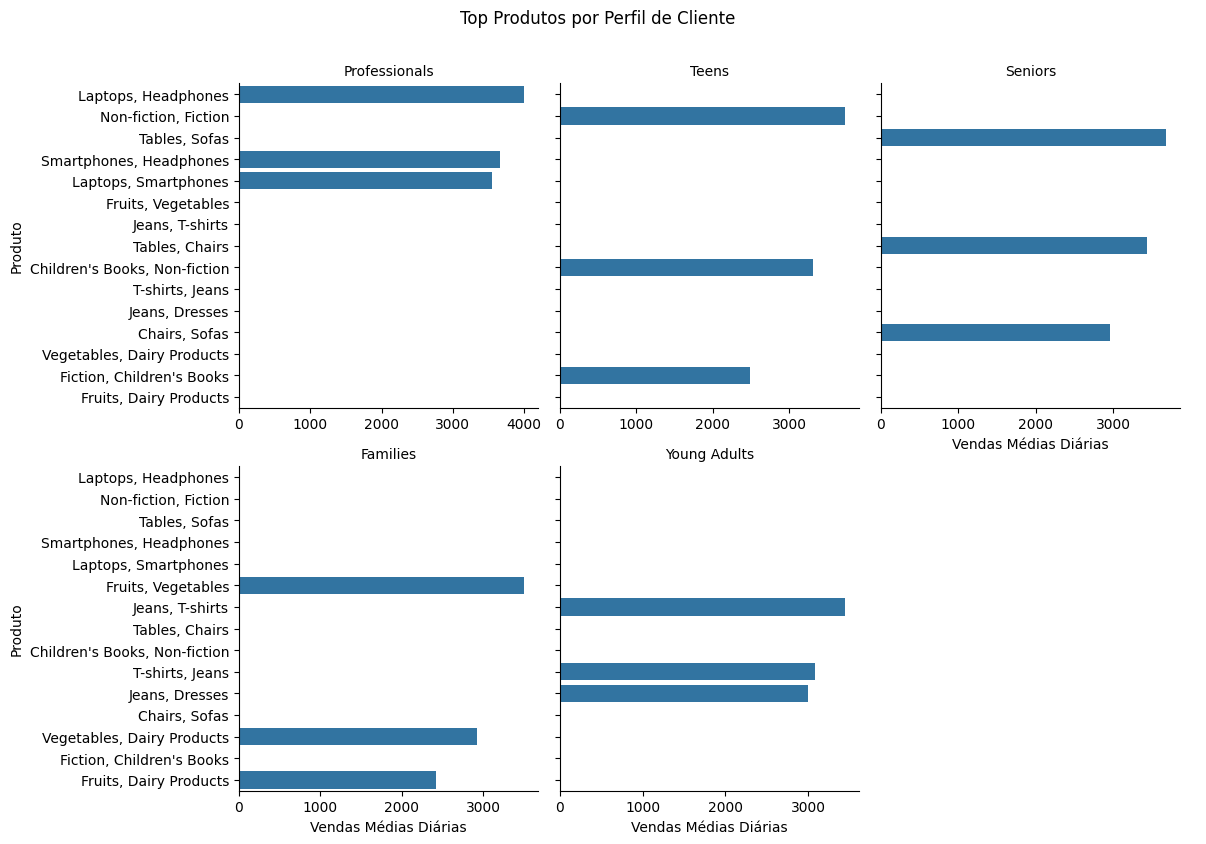 Top Produtos por Perfil de Cliente
Professionals
Teens
Seniors
Produto
Laptops, Headphones
Non-fiction, Fiction
Tables, Sofas
Smartphones, Headphones
Laptops, Smartphones
Fruits, Vegetables
Jeans, T-shirts
Tables, Chairs
Children's Books, Non-fiction
T-shirts, Jeans
Jeans, Dresses
Chairs, Sofas
Vegetables, Dairy Products
Fiction, Children's Books
Fruits, Dairy Products
0 1000 2000 3000 4000
0 1000 2000 3000
0 1000 2000 3000
Vendas Médias Diárias
Families
Young Adults
Produto
Laptops, Headphones
Non-fiction, Fiction
Tables, Sofas
Smartphones, Headphones
Laptops, Smartphones
Fruits, Vegetables
Jeans, T-shirts
Tables, Chairs
Children's Books, Non-fiction
T-shirts, Jeans
Jeans, Dresses
Chairs, Sofas
Vegetables, Dairy Products
Fiction, Children's Books
Fruits, Dairy Products
0 1000 2000 3000
0 1000 2000 3000
Vendas Médias Diárias
Vendas Médias Diárias